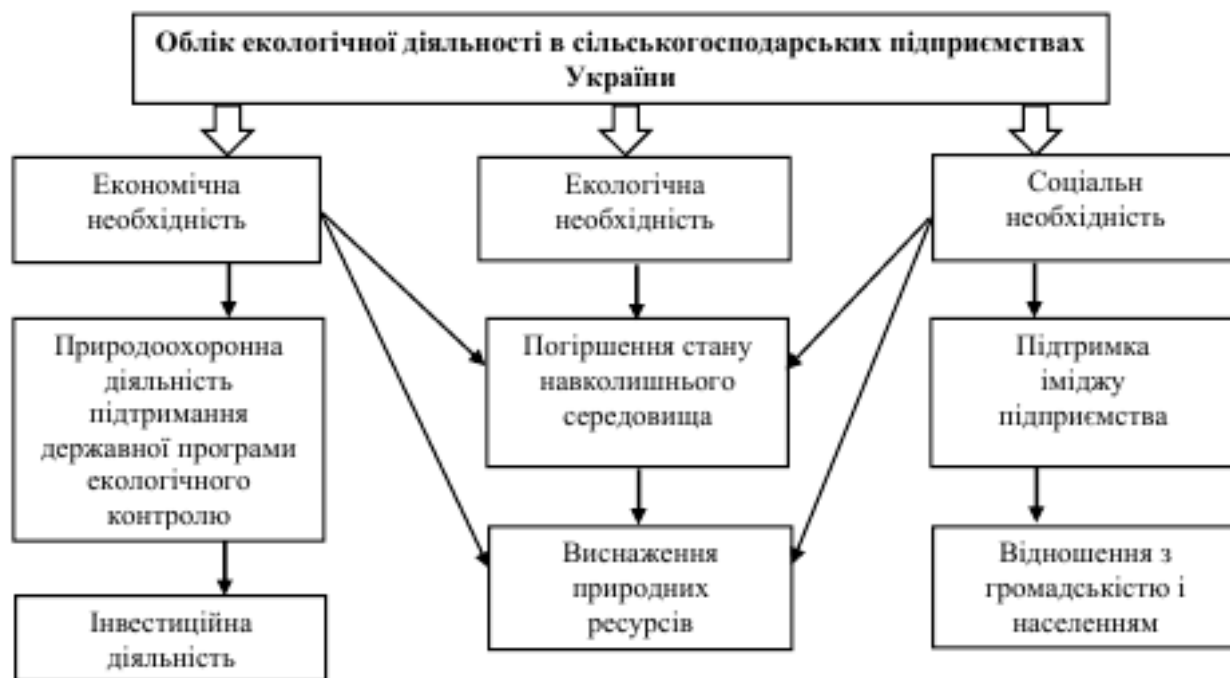 Облік екологічної діяльності в сільськогосподарських підприємствах
України
Економічна
необхідність
Екологічна
необхідність
Соціальн
необхідність
Природоохоронна
діяльність
підтримання
державної програми
екологічного
контролю
Погіршення стану
навколишнього
середовища
Підтримка
іміджу
підприємства
Інвестиційна
діяльність
Виснаження
природних
ресурсів
Відношення з
громадськістю і
населенням